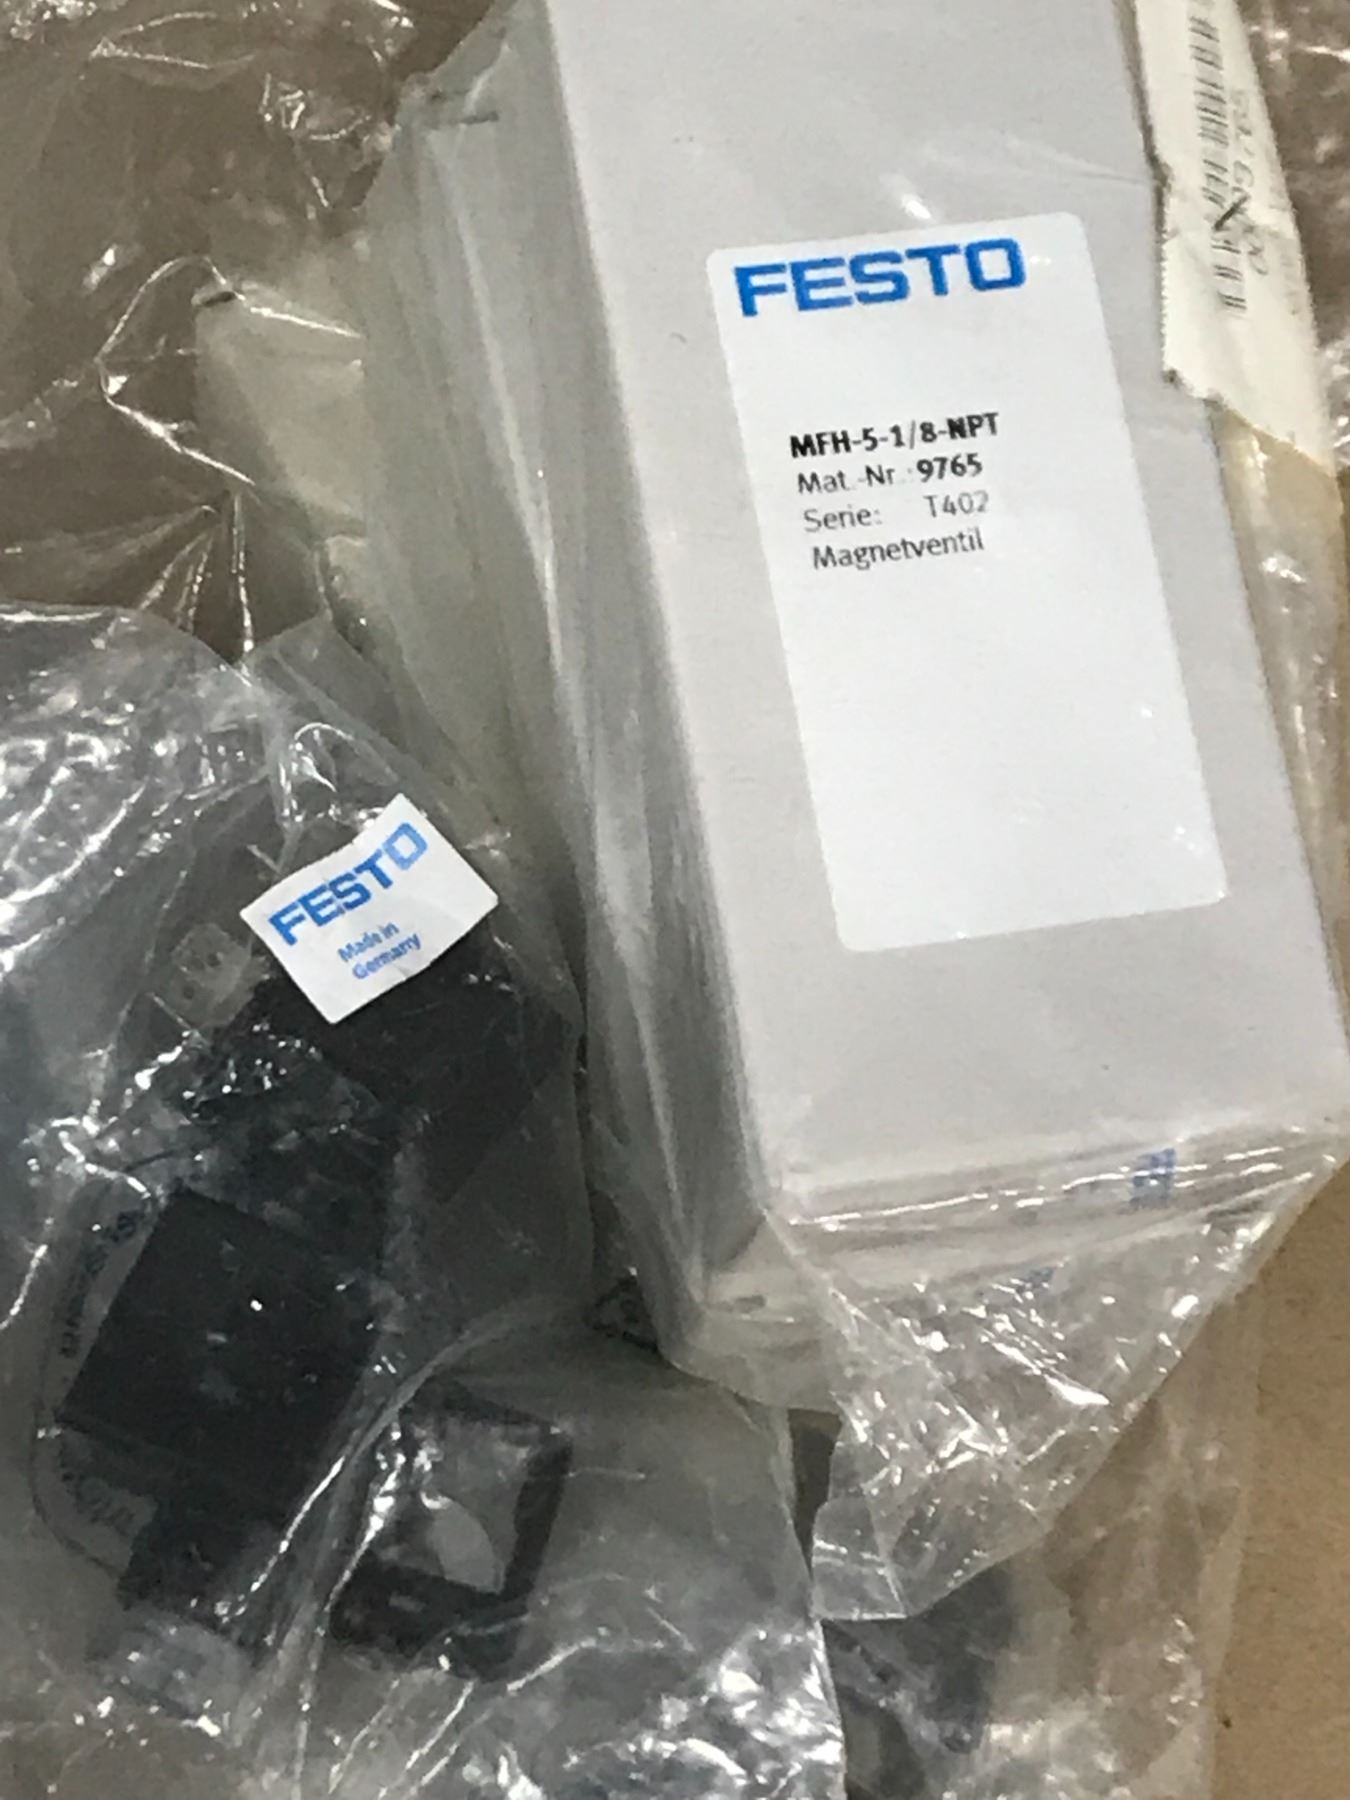 FESTO
MFH-5-1/8-NPT
Mat.-Nr.: 9765
Serie: T402
Magnetventil
FESTO
Made in
Germany